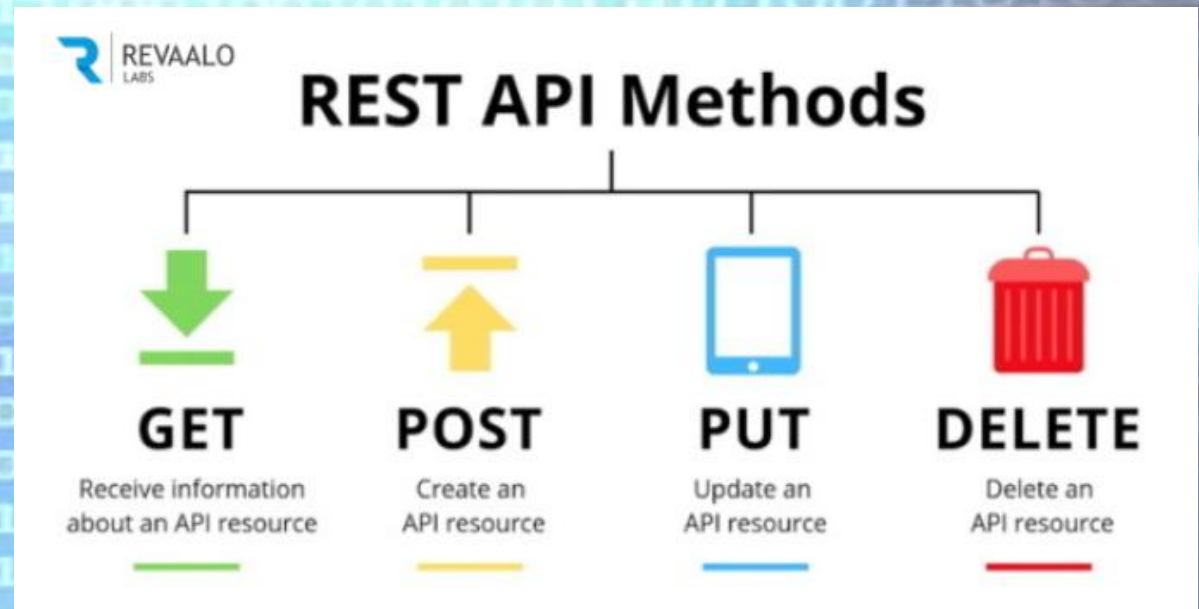 REVAALO
LABS
REST API Methods
GET
Receive information
about an API resource
POST
Create an
API resource
PUT
Update an
API resource
DELETE
Delete an
API resource